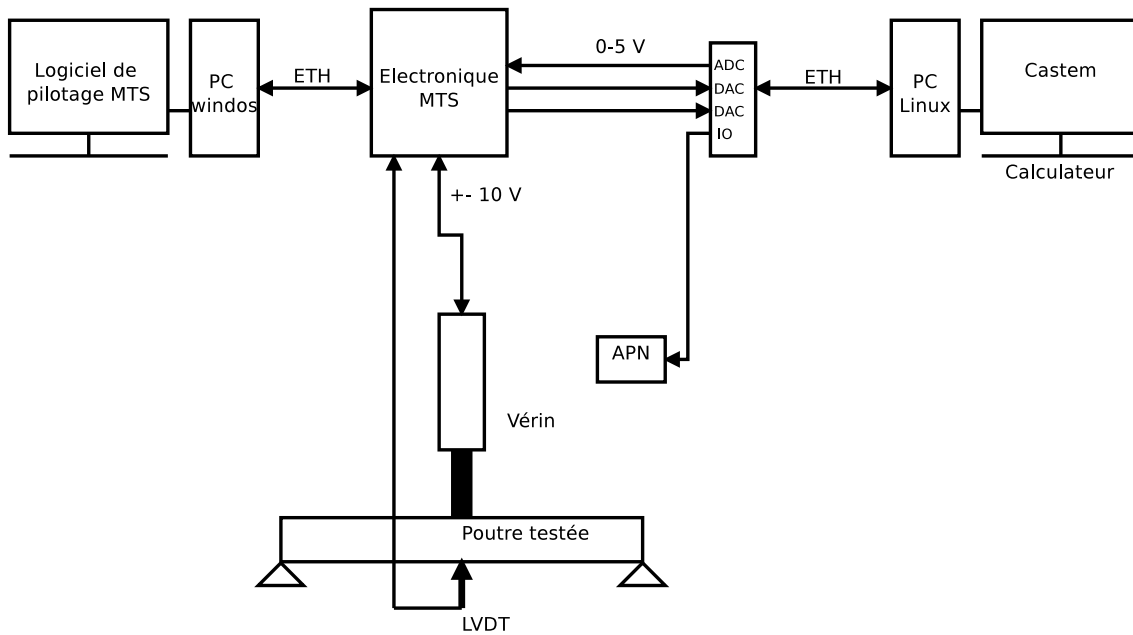 Logiciel de
pilotage MTS
PC
windos
ETH
Electronique
MTS
0-5 V
ADC
DAC
DAC
IO
ETH
PC
Linux
Castem
Calculateur
+- 10 V
APN
Vérin
Poutre testée
LVDT